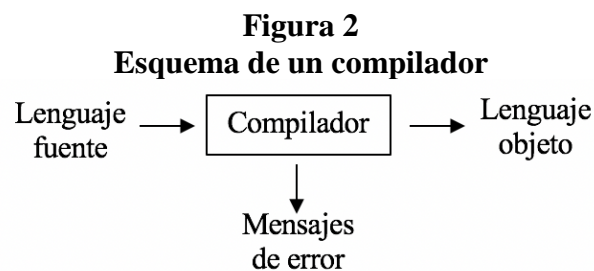 Figura 2
Esquema de un compilador
Lenguaje
fuente
Compilador
Lenguaje
objeto
Mensajes
de error